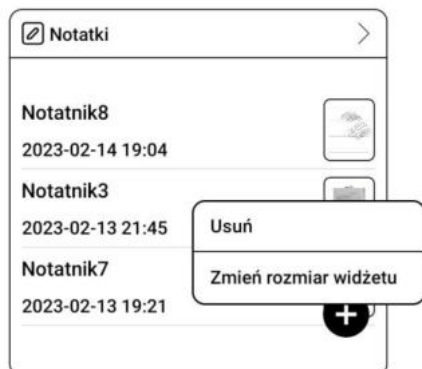 Notatki
Notatnik8
2023-02-14 19:04
Notatnik3
2023-02-13 21:45
Usuń
Notatnik7
Zmień rozmiar widżetu
2023-02-13 19:21